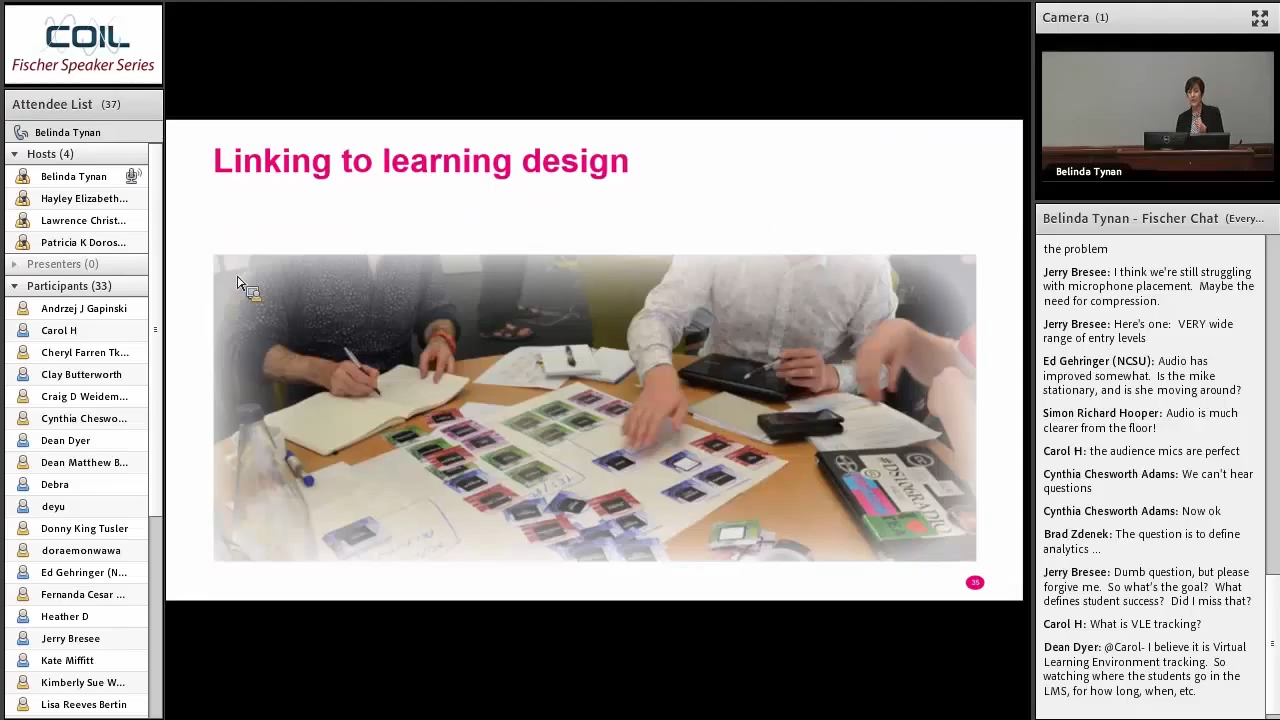 COIL
Fischer Speaker Series
Attendee List (37)
Belinda Tynan
Hosts (4)
Belinda Tynan
Hayley Elizabeth...
Lawrence Christ...
Patricia K Doros...
Presenters (0)
Participants (33)
Andrzej J Gapinski
Carol H
Cheryl Farren Tk...
Clay Butterworth
Craig D Weidem...
Cynthia Cheswo...
Dean Dyer
Dean Matthew B...
Debra
deyu
Donny King Tusler
doraemonwawa
Ed Gehringer (N...
Fernanda Cesar ...
Heather D
Jerry Bresee
Kate Miffitt
Kimberly Sue W...
Lisa Reeves Bertin
Linking to learning design
#DS106RADIO
35
Camera (1)
Belinda Tynan
Belinda Tynan - Fischer Chat (Every...
the problem
Jerry Bresee: I think we're still struggling
with microphone placement. Maybe the
need for compression.
Jerry Bresee: Here's one: VERY wide
range of entry levels
Ed Gehringer (NCSU): Audio has
improved somewhat. Is the mike
stationary, and is she moving around?
Simon Richard Hooper: Audio is much
clearer from the floor!
Carol H: the audience mics are perfect
Cynthia Chesworth Adams: We can't hear
questions
Cynthia Chesworth Adams: Now ok
Brad Zdenek: The question is to define
analytics ...
Jerry Bresee: Dumb question, but please
forgive me. So what's the goal? What
defines student success? Did I miss that?
Carol H: What is VLE tracking?
Dean Dyer: @Carol- I believe it is Virtual
Learning Environment tracking. So
watching where the students go in the
LMS, for how long, when, etc.